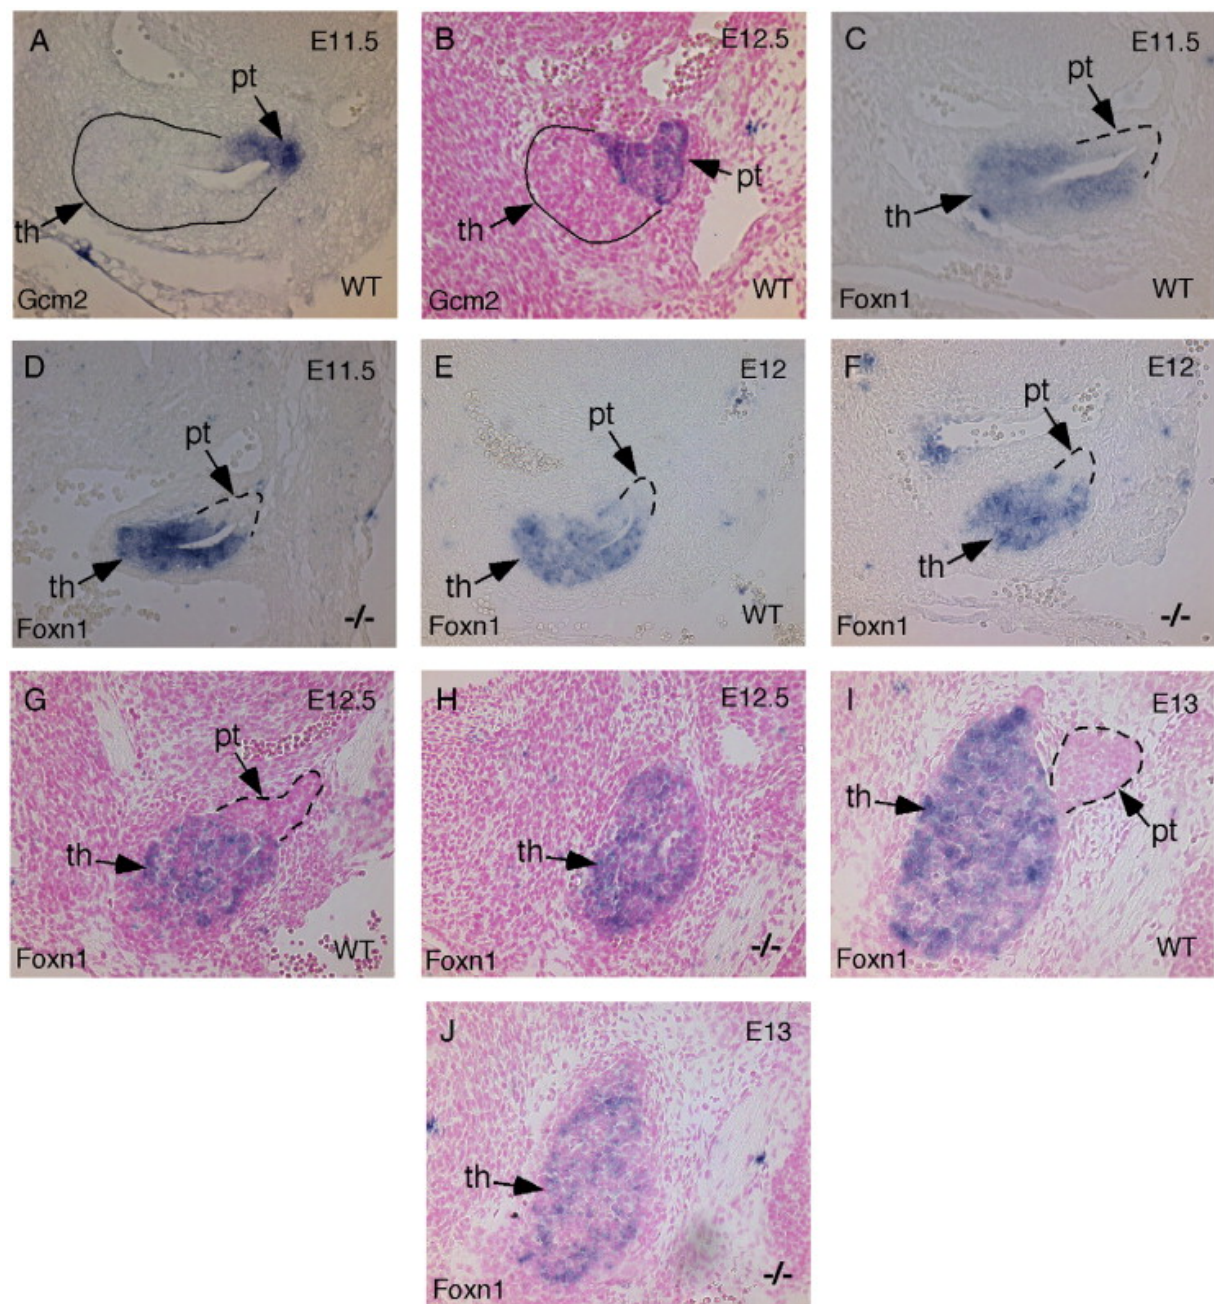 A E11.5
pt
th
Gcm2 WT
B E12.5
pt
th
Gcm2 WT
C E11.5
pt
th
Foxn1 WT
D E11.5
pt
th
Foxn1 -/-
E E12
pt
th
Foxn1 WT
F E12
pt
th
Foxn1 -/-
G E12.5
pt
th
Foxn1 WT
H E12.5
th
Foxn1 -/-
I E13
th
pt
Foxn1 WT
J E13
th
Foxn1 -/-